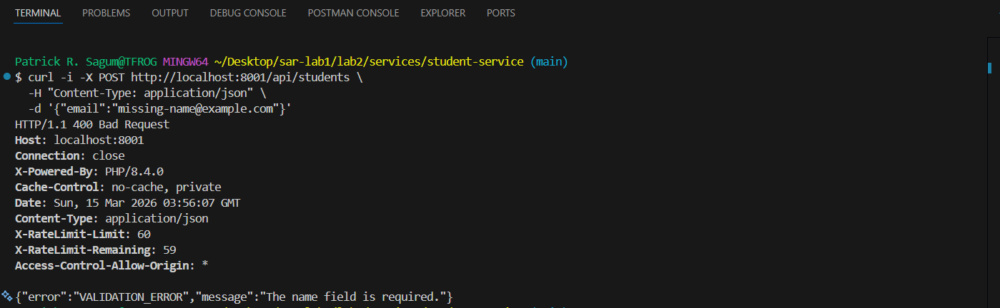 TERMINAL PROBLEMS OUTPUT DEBUG CONSOLE POSTMAN CONSOLE EXPLORER PORTS
Patrick R. Sagum@TFROG MINGW64 ~/Desktop/sar-lab1/lab2/services/student-service (main)
$ curl -i -X POST http://localhost:8001/api/students \
-H "Content-Type: application/json" \
-d '{"email":"missing-name@example.com"}'
HTTP/1.1 400 Bad Request
Host: localhost:8001
Connection: close
X-Powered-By: PHP/8.4.0
Cache-Control: no-cache, private
Date: Sun, 15 Mar 2026 03:56:07 GMT
Content-Type: application/json
X-RateLimit-Limit: 60
X-RateLimit-Remaining: 59
Access-Control-Allow-Origin: *
{"error":"VALIDATION_ERROR","message":"The name field is required."}